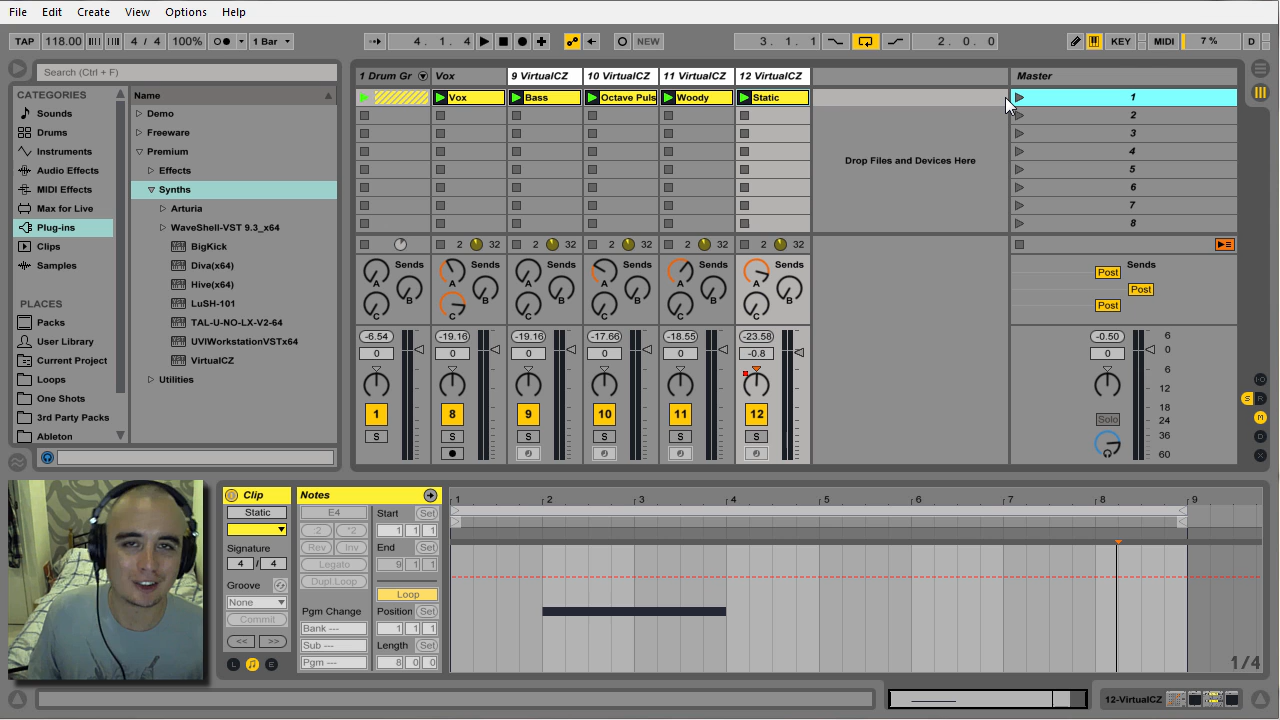 File Edit Create View Options Help
TAP 118.00 4 / 4 100% 1 Bar 4. 1. 4 NEW 3. 1. 1 2. 0. 0 KEY MIDI 7 % D
Search (Ctrl + F)
CATEGORIES
Sounds
Drums
Instruments
Audio Effects
MIDI Effects
Max for Live
Plug-ins
Clips
Samples
PLACES
Packs
User Library
Current Project
Loops
One Shots
3rd Party Packs
Ableton
Name
Demo
Freeware
Premium
Effects
Synths
Arturia
WaveShell-VST 9.3_x64
BigKick
Diva(x64)
Hive(x64)
LuSH-101
TAL-U-NO-LX-V2-64
UVIWorkstationVSTx64
VirtualCZ
Utilities
1 Drum Gr Vox 9 VirtualCZ 10 VirtualCZ 11 VirtualCZ 12 VirtualCZ Master
Vox Bass Octave Puls Woody Static 1
2
3
4
5
6
7
8
Drop Files and Devices Here
2 32 2 32 2 32 2 32 2 32
Sends Sends Sends Sends Sends Sends Sends
A A A A A A Post
B B B B B B Post
C C C C C C Post
-6.54 -19.16 -19.16 -17.66 -18.55 -23.58 -0.50 6
0 0 0 0 0 -0.8 0 0
6
12
18
24
36
60
1 8 9 10 11 12 Solo
S S S S S S
S R
M
D
X
Clip
Static
Signature
4 / 4
Groove
None
Commit
<< >>
L E
Notes
E4
:2 *2
Rev Inv
Legato
Dupl.Loop
Pgm Change
Bank ---
Sub ---
Pgm ---
Start Set
1 1 1
End Set
9 1 1
Loop
Position Set
1 1 1
Length Set
8 0 0
1 2 3 4 5 6 7 8 9
1/4
12-VirtualCZ